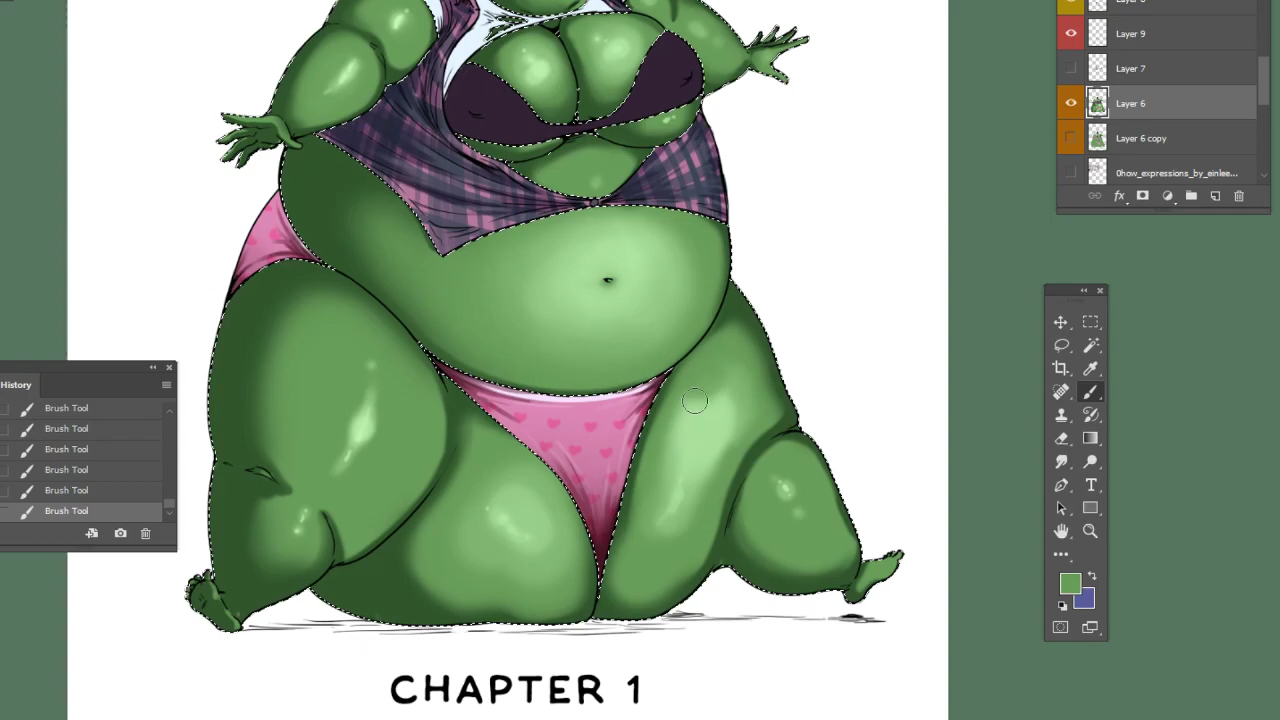 Layer 9
Layer 7
Layer 6
Layer 6 copy
0how_expressions_by_einlee...
fx
History
Brush Tool
Brush Tool
Brush Tool
Brush Tool
Brush Tool
Brush Tool
T
CHAPTER 1